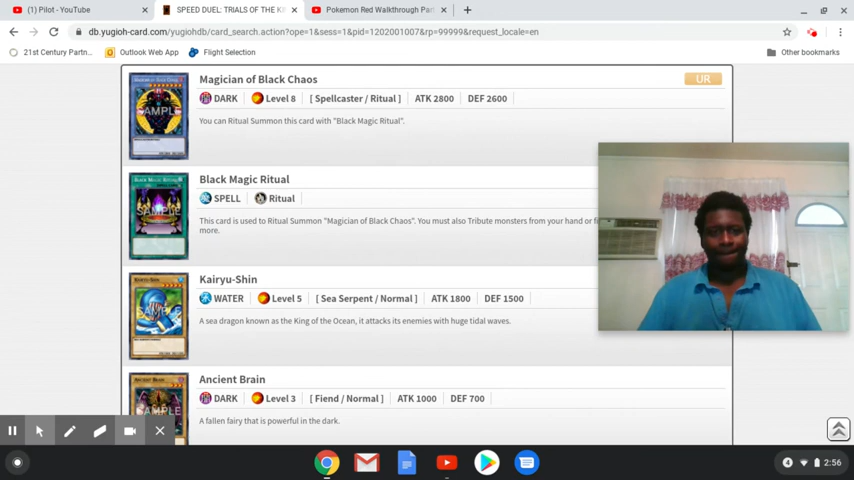 (1) Pilot - YouTube
SPEED DUEL: TRIALS OF THE KI
Pokemon Red Walkthrough Par
db.yugioh-card.com/yugiohdb/card_search.action?ope=1&sess=1&pid=1202001007&rp=99999&request_locale=en
21st Century Partn...
Outlook Web App
Flight Selection
Other bookmarks
Magician of Black Chaos
UR
DARK
Level 8
[ Spellcaster / Ritual ]
ATK 2800
DEF 2600
You can Ritual Summon this card with "Black Magic Ritual".
SAMPLE
Black Magic Ritual
SPELL
Ritual
This card is used to Ritual Summon "Magician of Black Chaos". You must also Tribute monsters from your hand or
more.
SAMPLE
Kairyu-Shin
WATER
Level 5
[ Sea Serpent / Normal ]
ATK 1800
DEF 1500
A sea dragon known as the King of the Ocean, it attacks its enemies with huge tidal waves.
SAMPLE
Ancient Brain
DARK
Level 3
[ Fiend / Normal ]
ATK 1000
DEF 700
A fallen fairy that is powerful in the dark.
SAMPLE
4
2:56